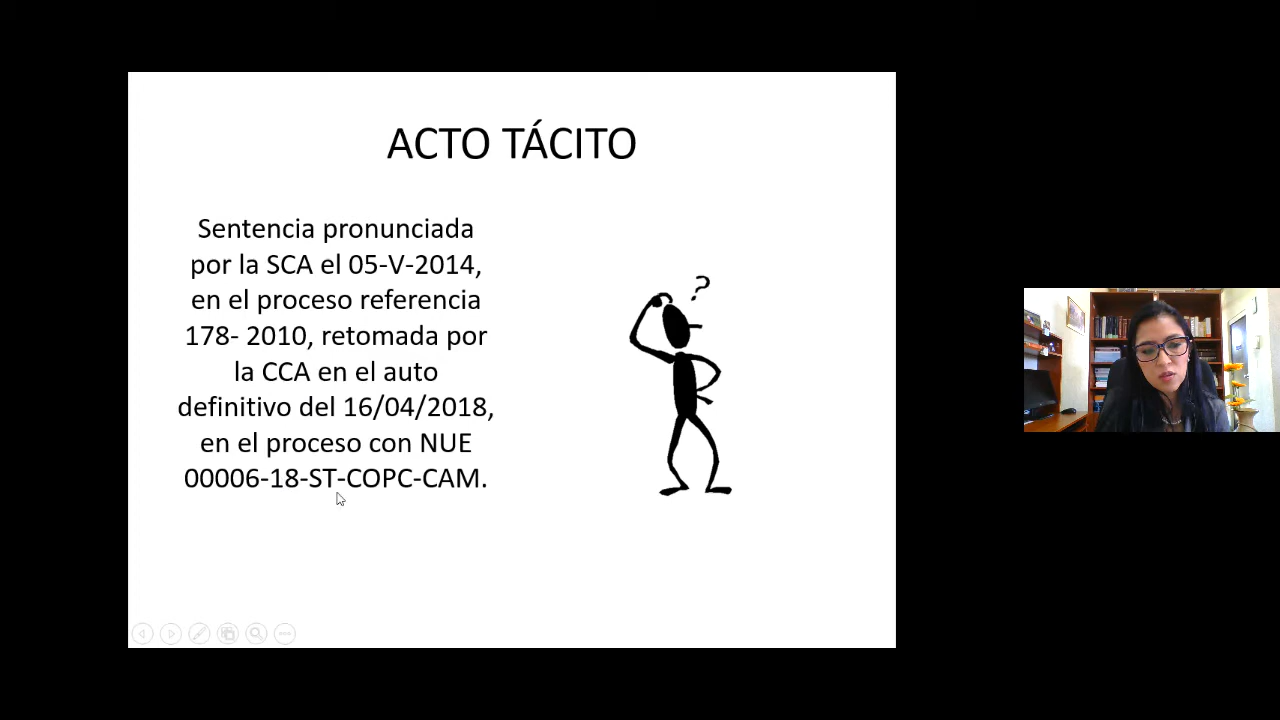 ACTO TÁCITO
Sentencia pronunciada
por la SCA el 05-V-2014,
en el proceso referencia
178- 2010, retomada por
la CCA en el auto
definitivo del 16/04/2018,
en el proceso con NUE
00006-18-ST-COPC-CAM.
?